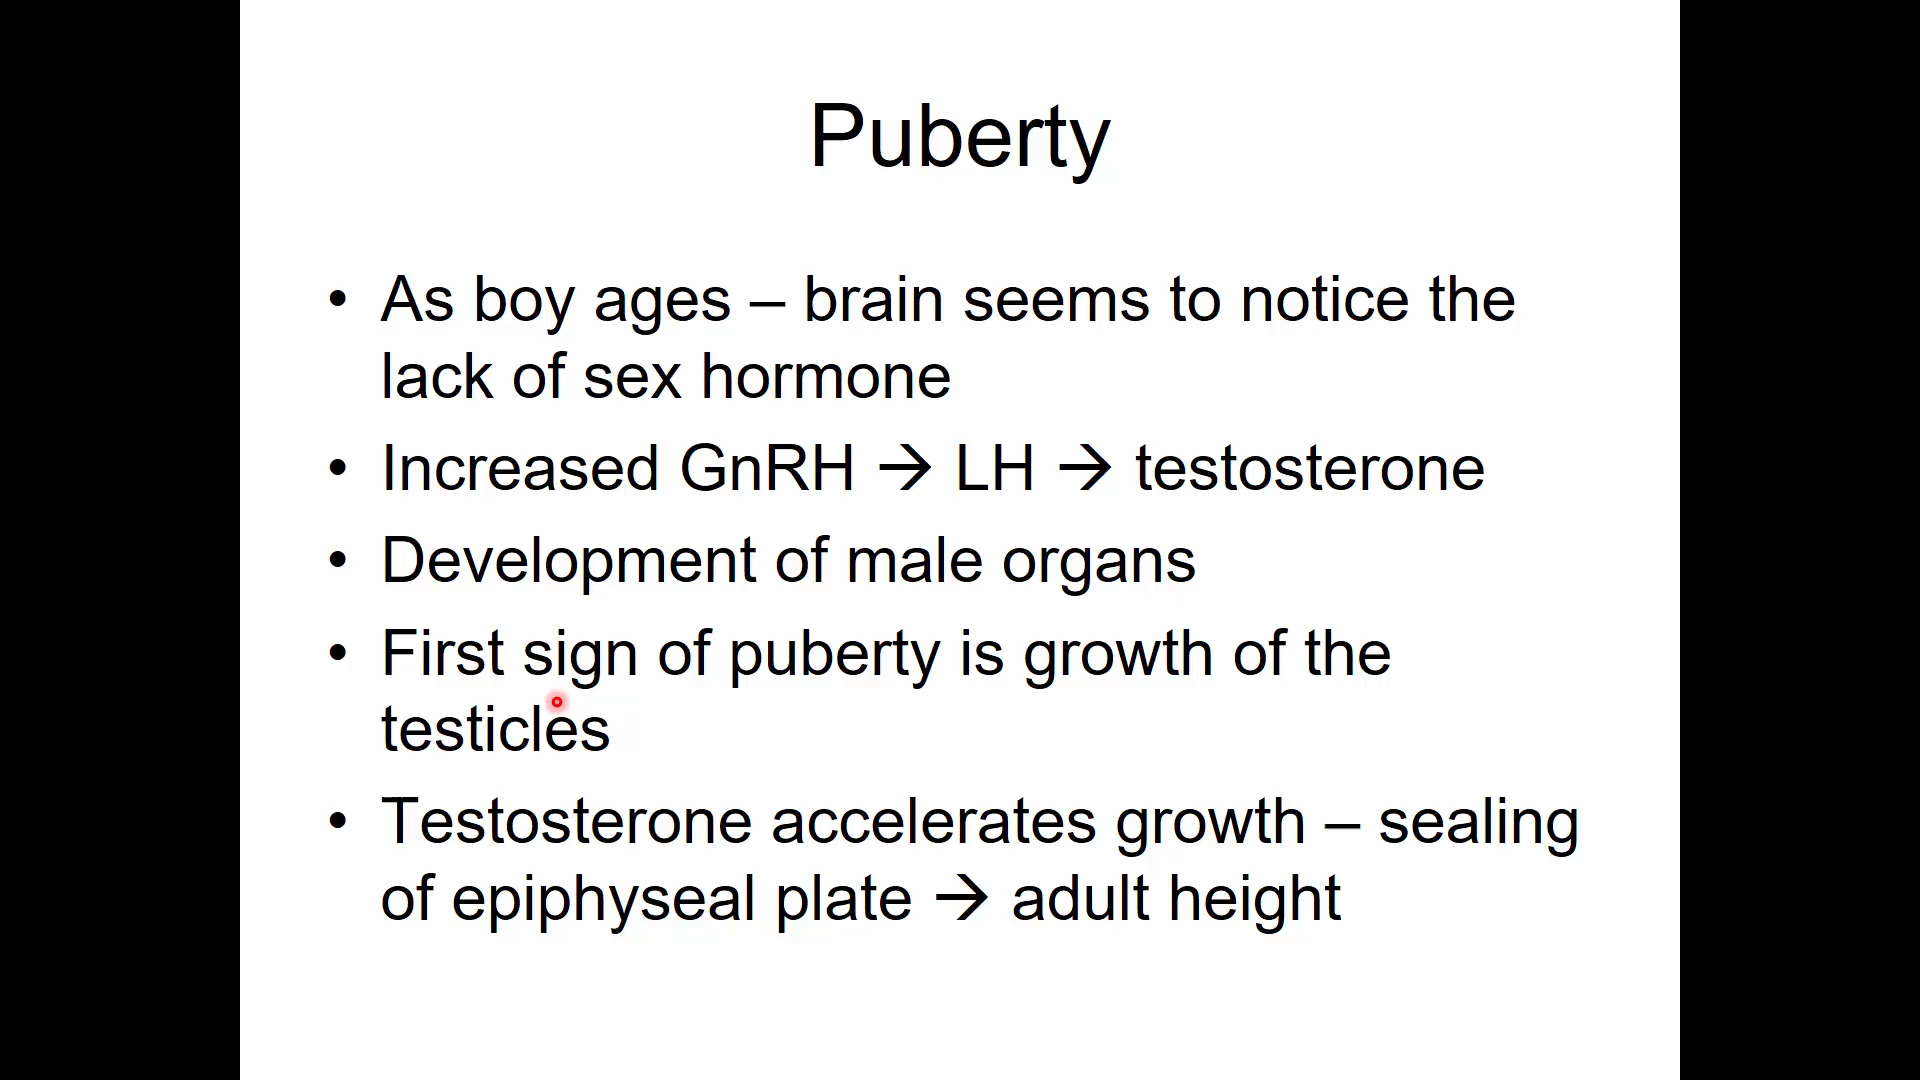 Puberty
• As boy ages – brain seems to notice the
lack of sex hormone
• Increased GnRH → LH → testosterone
• Development of male organs
• First sign of puberty is growth of the
testicles
• Testosterone accelerates growth – sealing
of epiphyseal plate → adult height